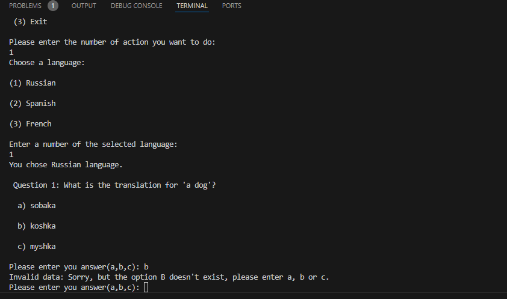 PROBLEMS 1 OUTPUT DEBUG CONSOLE TERMINAL PORTS
(3) Exit
Please enter the number of action you want to do:
1
Choose a language:
(1) Russian
(2) Spanish
(3) French
Enter a number of the selected language:
1
You chose Russian language.
Question 1: What is the translation for 'a dog'?
a) sobaka
b) koshka
c) myshka
Please enter you answer(a,b,c): b
Invalid data: Sorry, but the option B doesn't exist, please enter a, b or c.
Please enter you answer(a,b,c):